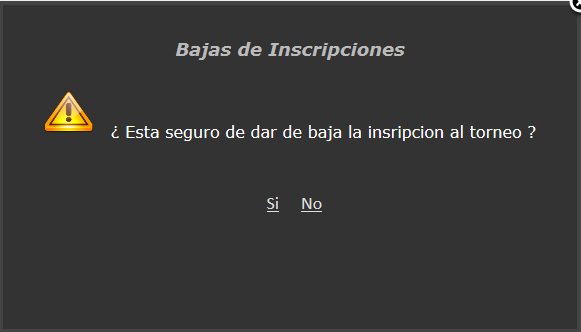 Bajas de Inscripciones
¿ Esta seguro de dar de baja la insripcion al torneo ?
Si No